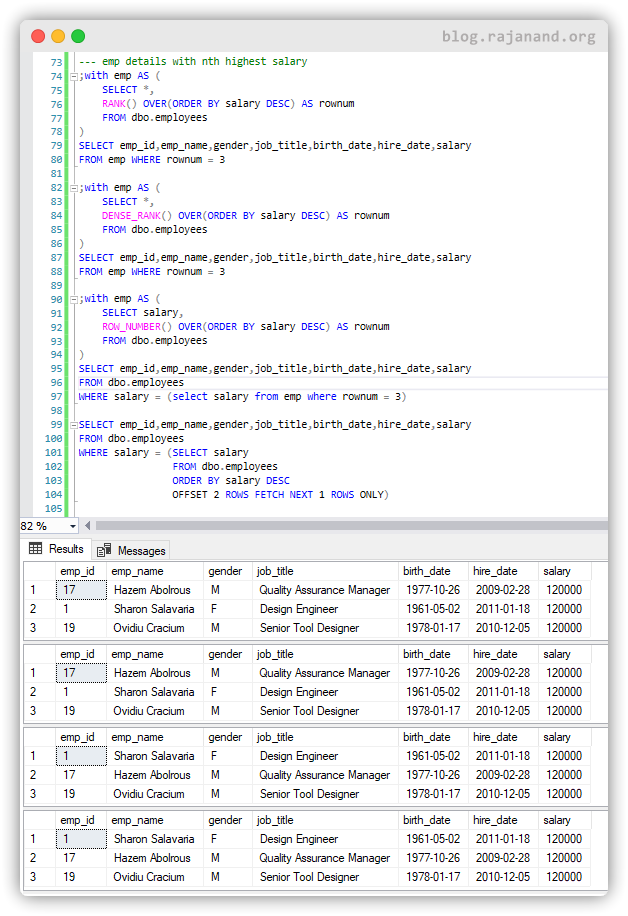 blog.rajanand.org
73 --- emp details with nth highest salary
74 ;with emp AS (
75 SELECT *,
76 RANK() OVER(ORDER BY salary DESC) AS rownum
77 FROM dbo.employees
78 )
79 SELECT emp_id,emp_name,gender,job_title,birth_date,hire_date,salary
80 FROM emp WHERE rownum = 3
81
82 ;with emp AS (
83 SELECT *,
84 DENSE_RANK() OVER(ORDER BY salary DESC) AS rownum
85 FROM dbo.employees
86 )
87 SELECT emp_id,emp_name,gender,job_title,birth_date,hire_date,salary
88 FROM emp WHERE rownum = 3
89
90 ;with emp AS (
91 SELECT salary,
92 ROW_NUMBER() OVER(ORDER BY salary DESC) AS rownum
93 FROM dbo.employees
94 )
95 SELECT emp_id,emp_name,gender,job_title,birth_date,hire_date,salary
96 FROM dbo.employees
97 WHERE salary = (select salary from emp where rownum = 3)
98
99 SELECT emp_id,emp_name,gender,job_title,birth_date,hire_date,salary
100 FROM dbo.employees
101 WHERE salary = (SELECT salary
102 FROM dbo.employees
103 ORDER BY salary DESC
104 OFFSET 2 ROWS FETCH NEXT 1 ROWS ONLY)
105
82 %
Results Messages
emp_id emp_name gender job_title birth_date hire_date salary
1 17 Hazem Abolrous M Quality Assurance Manager 1977-10-26 2009-02-28 120000
2 1 Sharon Salavaria F Design Engineer 1961-05-02 2011-01-18 120000
3 19 Ovidiu Cracium M Senior Tool Designer 1978-01-17 2010-12-05 120000
emp_id emp_name gender job_title birth_date hire_date salary
1 17 Hazem Abolrous M Quality Assurance Manager 1977-10-26 2009-02-28 120000
2 1 Sharon Salavaria F Design Engineer 1961-05-02 2011-01-18 120000
3 19 Ovidiu Cracium M Senior Tool Designer 1978-01-17 2010-12-05 120000
emp_id emp_name gender job_title birth_date hire_date salary
1 1 Sharon Salavaria F Design Engineer 1961-05-02 2011-01-18 120000
2 17 Hazem Abolrous M Quality Assurance Manager 1977-10-26 2009-02-28 120000
3 19 Ovidiu Cracium M Senior Tool Designer 1978-01-17 2010-12-05 120000
emp_id emp_name gender job_title birth_date hire_date salary
1 1 Sharon Salavaria F Design Engineer 1961-05-02 2011-01-18 120000
2 17 Hazem Abolrous M Quality Assurance Manager 1977-10-26 2009-02-28 120000
3 19 Ovidiu Cracium M Senior Tool Designer 1978-01-17 2010-12-05 120000